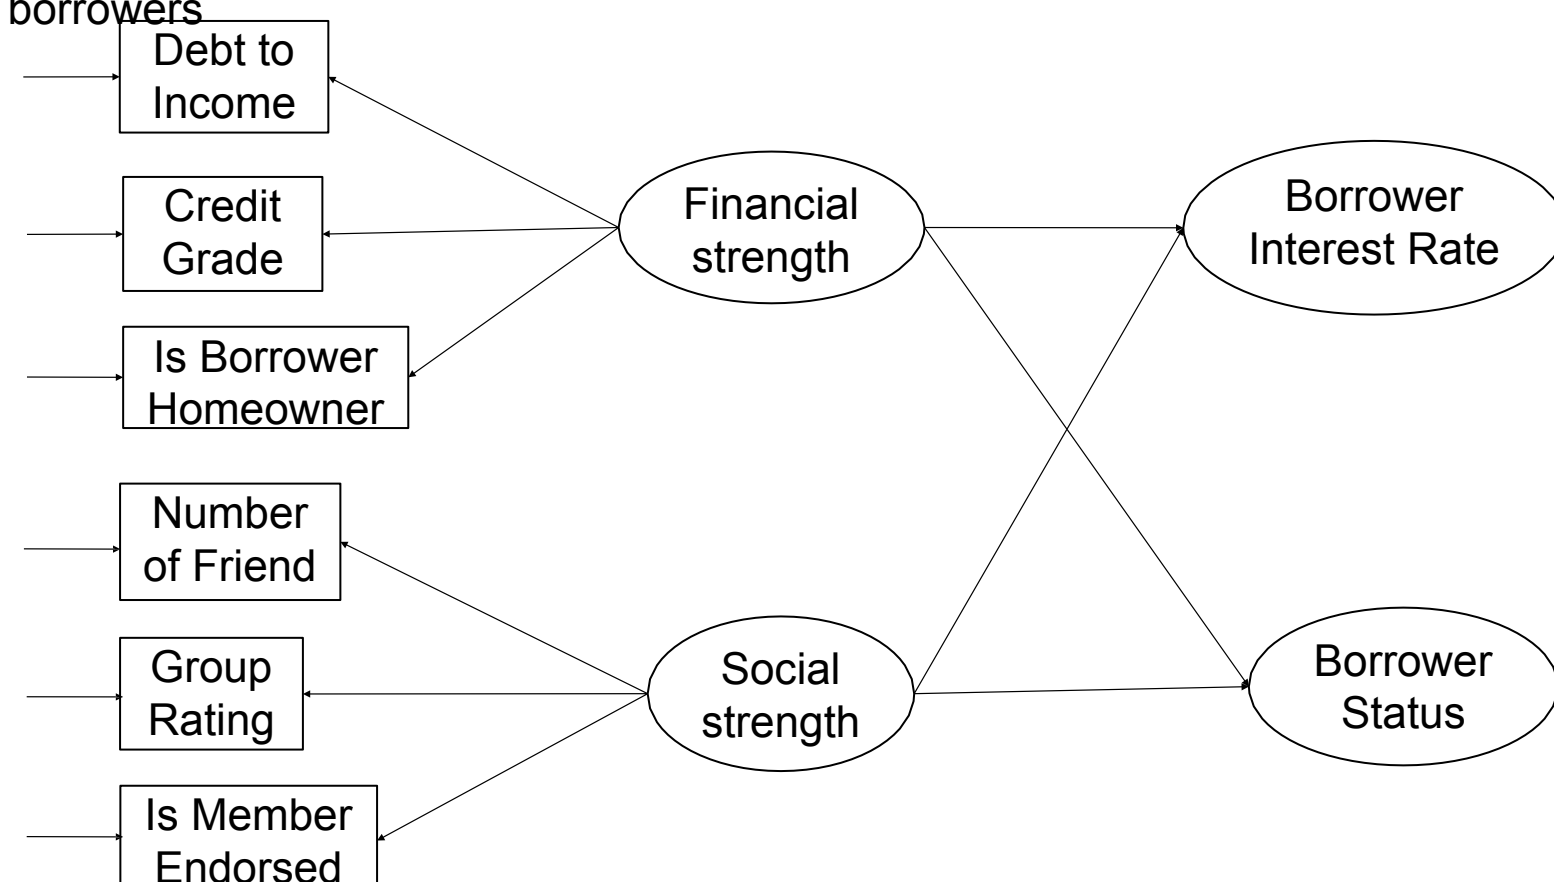 borrowers
Debt to
Income
Credit
Grade
Is Borrower
Homeowner
Number
of Friend
Group
Rating
Is Member
Endorsed
Financial
strength
Social
strength
Borrower
Interest Rate
Borrower
Status